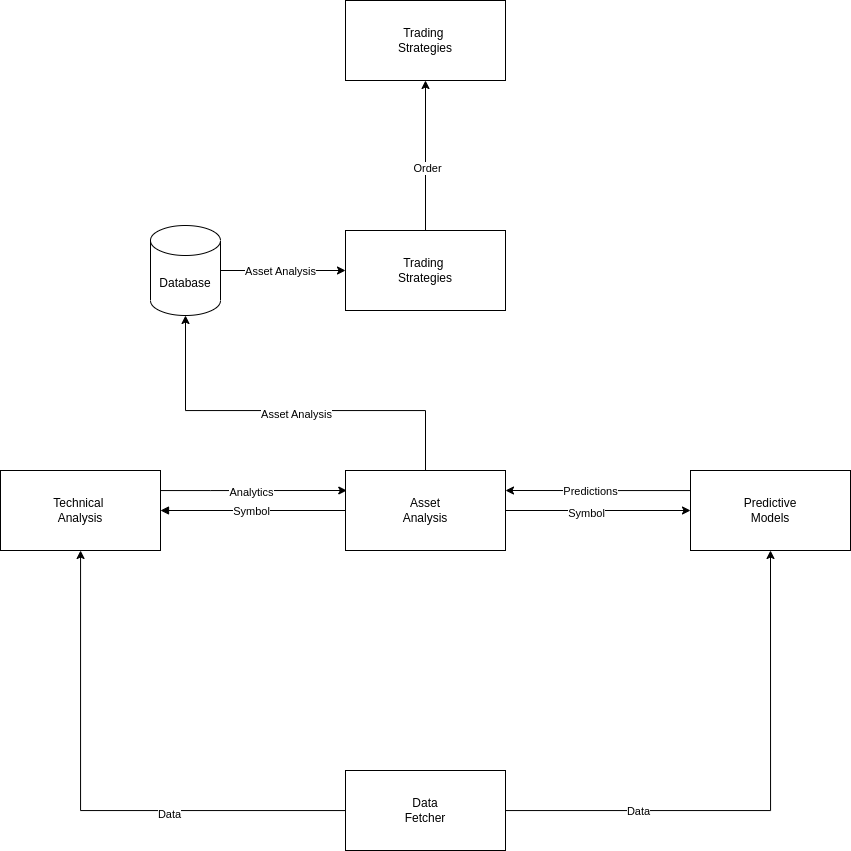 Trading
Strategies
Order
Database
Asset Analysis
Trading
Strategies
Asset Analysis
Technical
Analysis
Analytics
Symbol
Asset
Analysis
Predictions
Symbol
Predictive
Models
Data
Data
Fetcher
Data